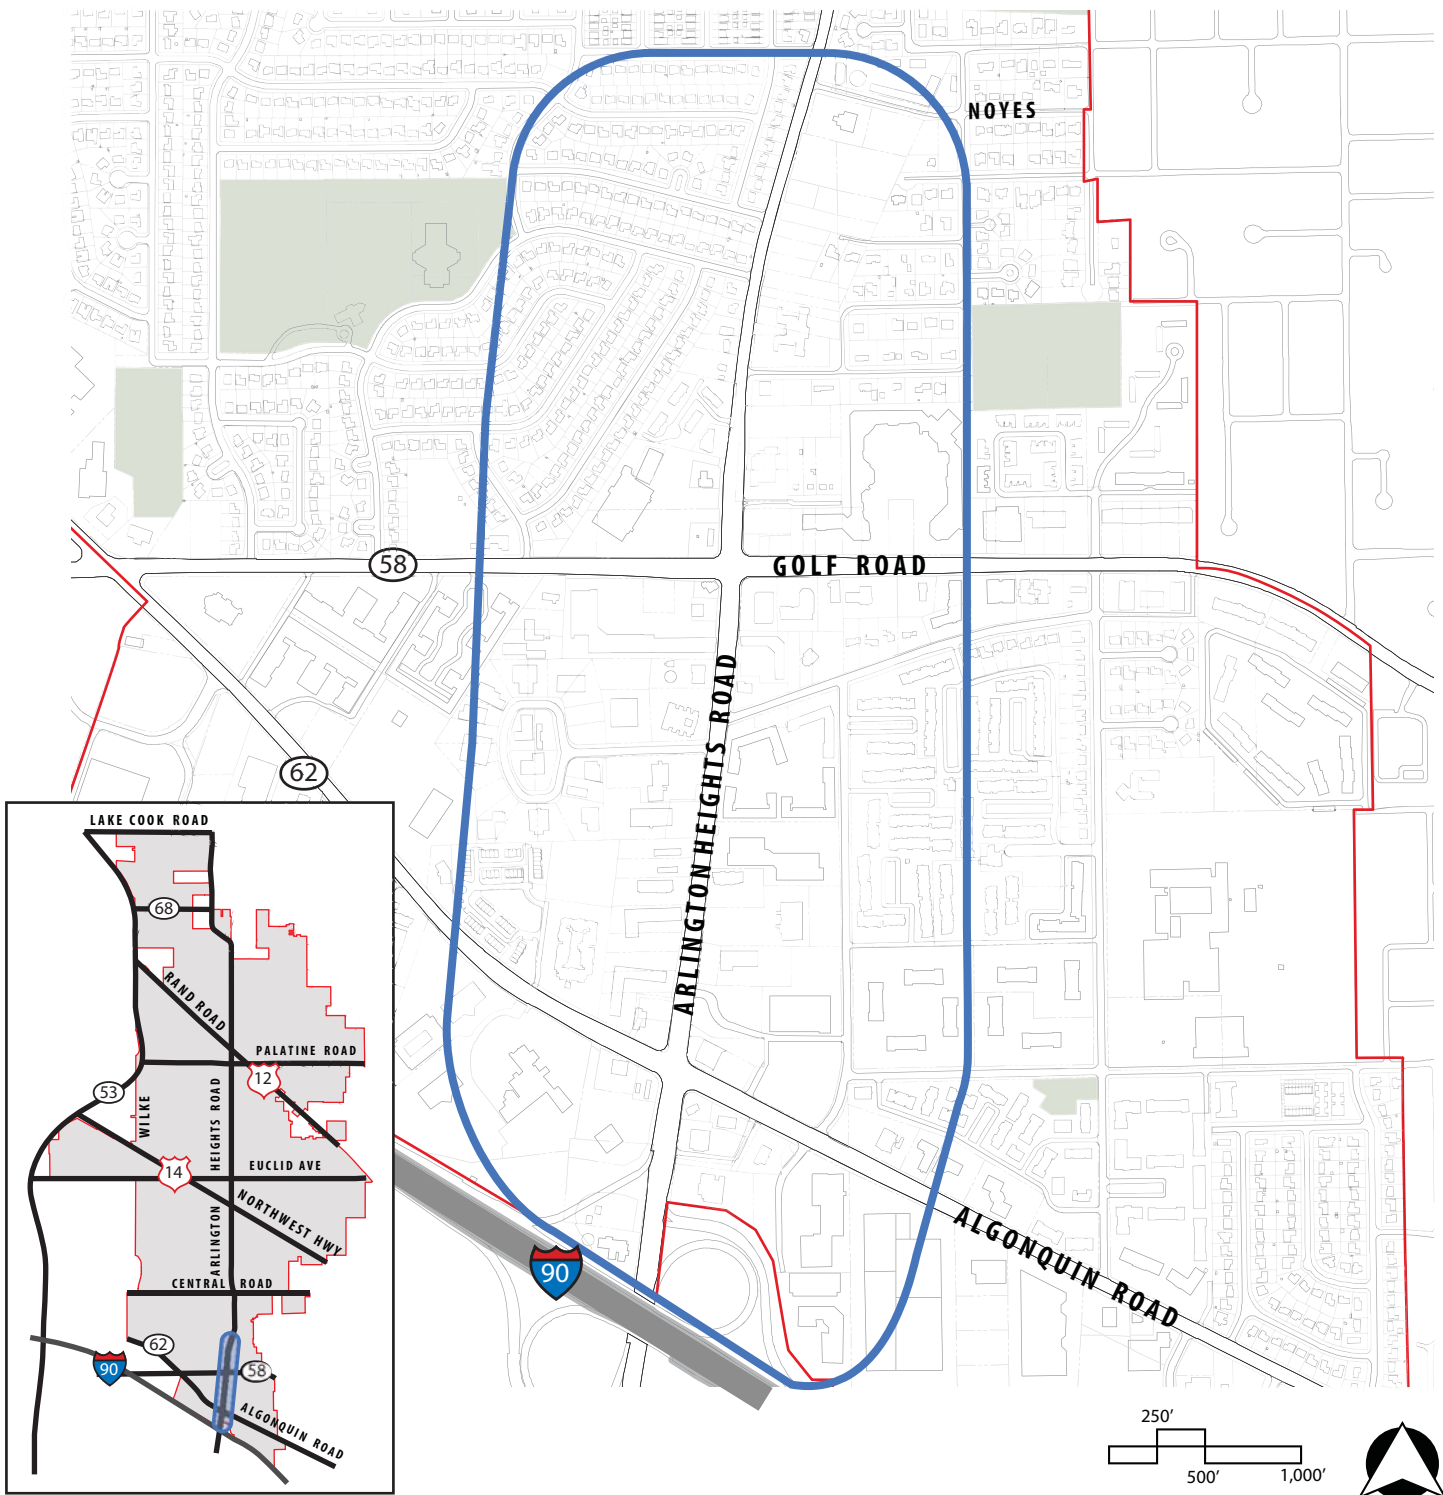 NOYES
58
GOLF ROAD
ARLINGTON HEIGHTS ROAD
62
LAKE COOK ROAD
68
RAND ROAD
PALATINE ROAD
12
53
WILKE
ARLINGTON HEIGHTS ROAD
14
EUCLID AVE
NORTHWEST HWY
CENTRAL ROAD
62
90
58
ALGONQUIN ROAD
90
ALGONQUIN ROAD
250'
500'
1,000'